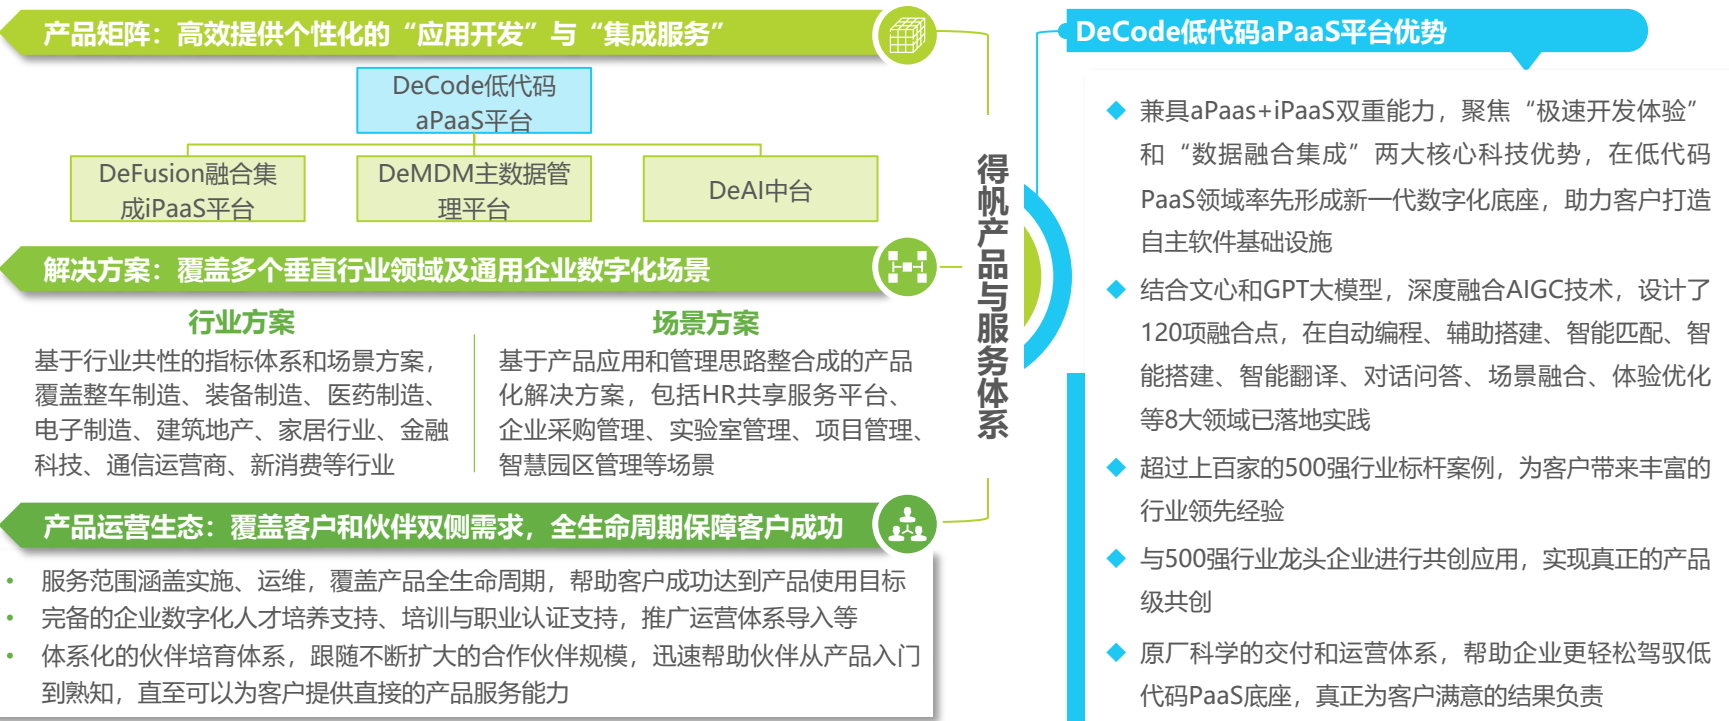 产品矩阵：高效提供个性化的“应用开发”与“集成服务”
DeCode低代码
aPaaS平台
DeFusion融合集
成iPaaS平台
DeMDM主数据管
理平台
DeAI中台
解决方案：覆盖多个垂直行业领域及通用企业数字化场景
行业方案
基于行业共性的指标体系和场景方案，
覆盖整车制造、装备制造、医药制造、
电子制造、建筑地产、家居行业、金融
科技、通信运营商、新消费等行业
场景方案
基于产品应用和管理思路整合成的产品
化解决方案，包括HR共享服务平台、
企业采购管理、实验室管理、项目管理、
智慧园区管理等场景
产品运营生态：覆盖客户和伙伴双侧需求，全生命周期保障客户成功
• 服务范围涵盖实施、运维，覆盖产品全生命周期，帮助客户成功达到产品使用目标
• 完备的企业数字化人才培养支持、培训与职业认证支持，推广运营体系导入等
• 体系化的伙伴培育体系，跟随不断扩大的合作伙伴规模，迅速帮助伙伴从产品入门
到熟知，直至可以为客户提供直接的产品服务能力
得帆产品与服务体系
DeCode低代码aPaaS平台优势
◆ 兼具aPaas+iPaaS双重能力，聚焦“极速开发体验”
和“数据融合集成”两大核心科技优势，在低代码
PaaS领域率先形成新一代数字化底座，助力客户打造
自主软件基础设施
◆ 结合文心和GPT大模型，深度融合AIGC技术，设计了
120项融合点，在自动编程、辅助搭建、智能匹配、智
能搭建、智能翻译、对话问答、场景融合、体验优化
等8大领域已落地实践
◆ 超过上百家的500强行业标杆案例，为客户带来丰富的
行业领先经验
◆ 与500强行业龙头企业进行共创应用，实现真正的产品
级共创
◆ 原厂科学的交付和运营体系，帮助企业更轻松驾驭低
代码PaaS底座，真正为客户满意的结果负责